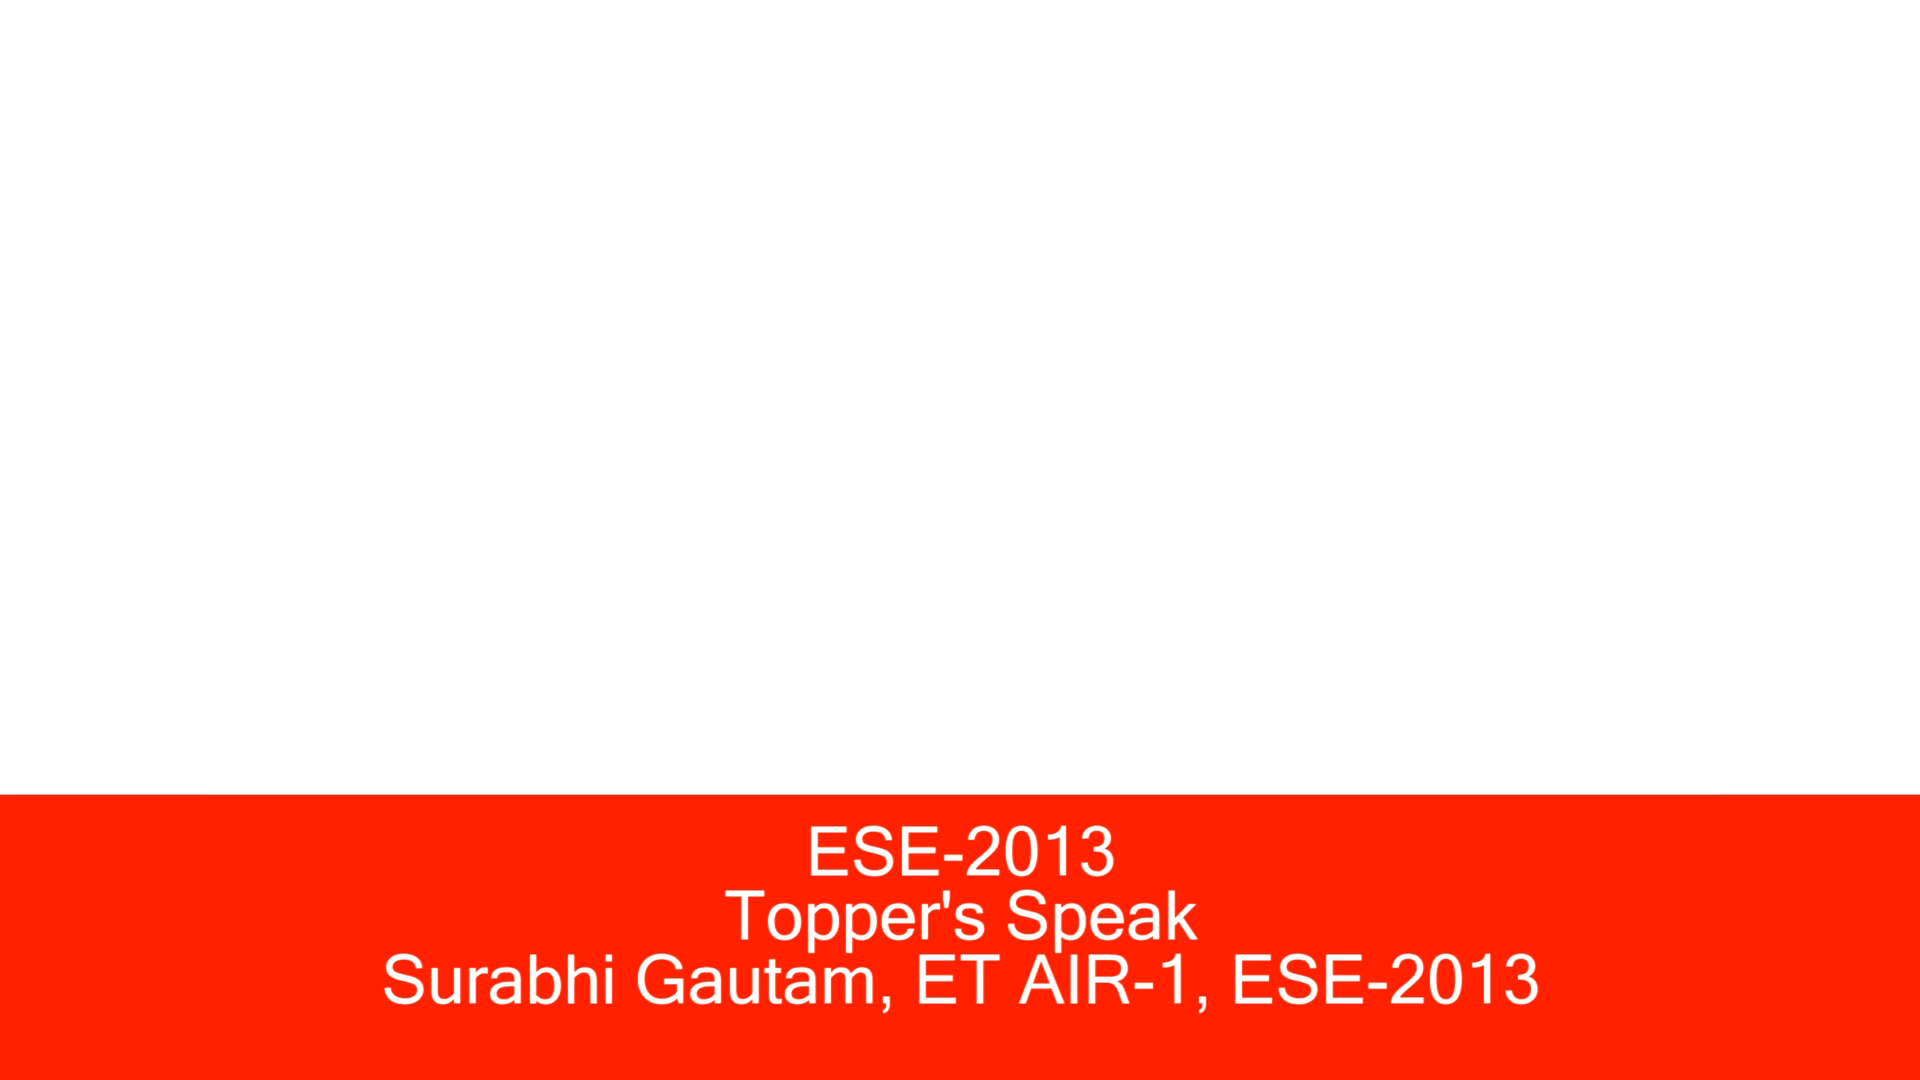 ESE-2013
Topper's Speak
Surabhi Gautam, ET AIR-1, ESE-2013